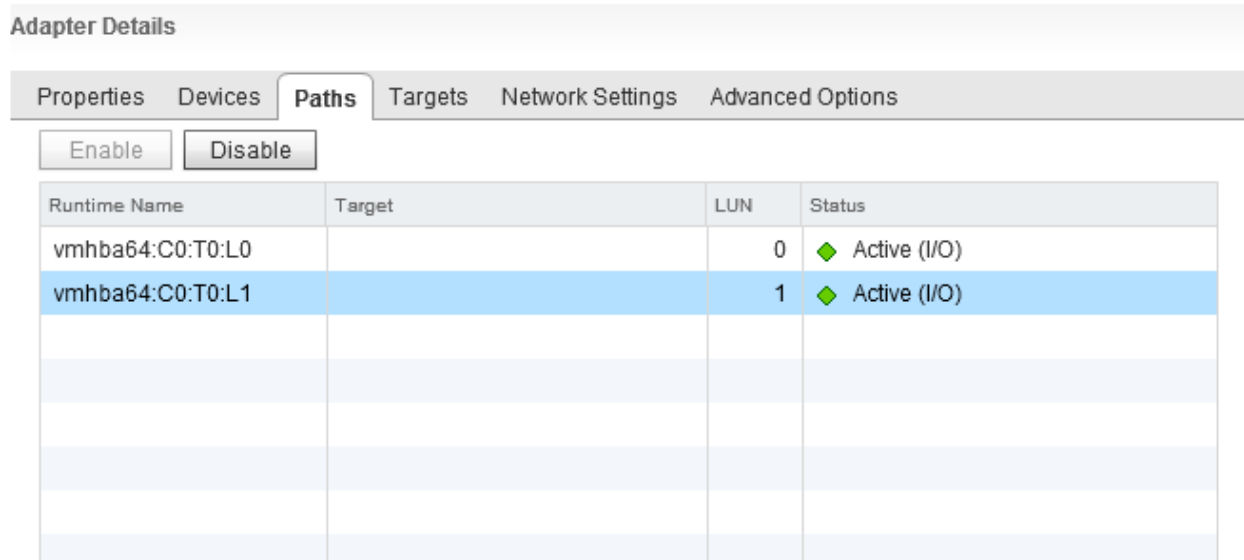 Adapter Details
Properties Devices Paths Targets Network Settings Advanced Options
Enable Disable
Runtime Name Target LUN Status
vmhba64:C0:T0:L0 0 Active (I/O)
vmhba64:C0:T0:L1 1 Active (I/O)